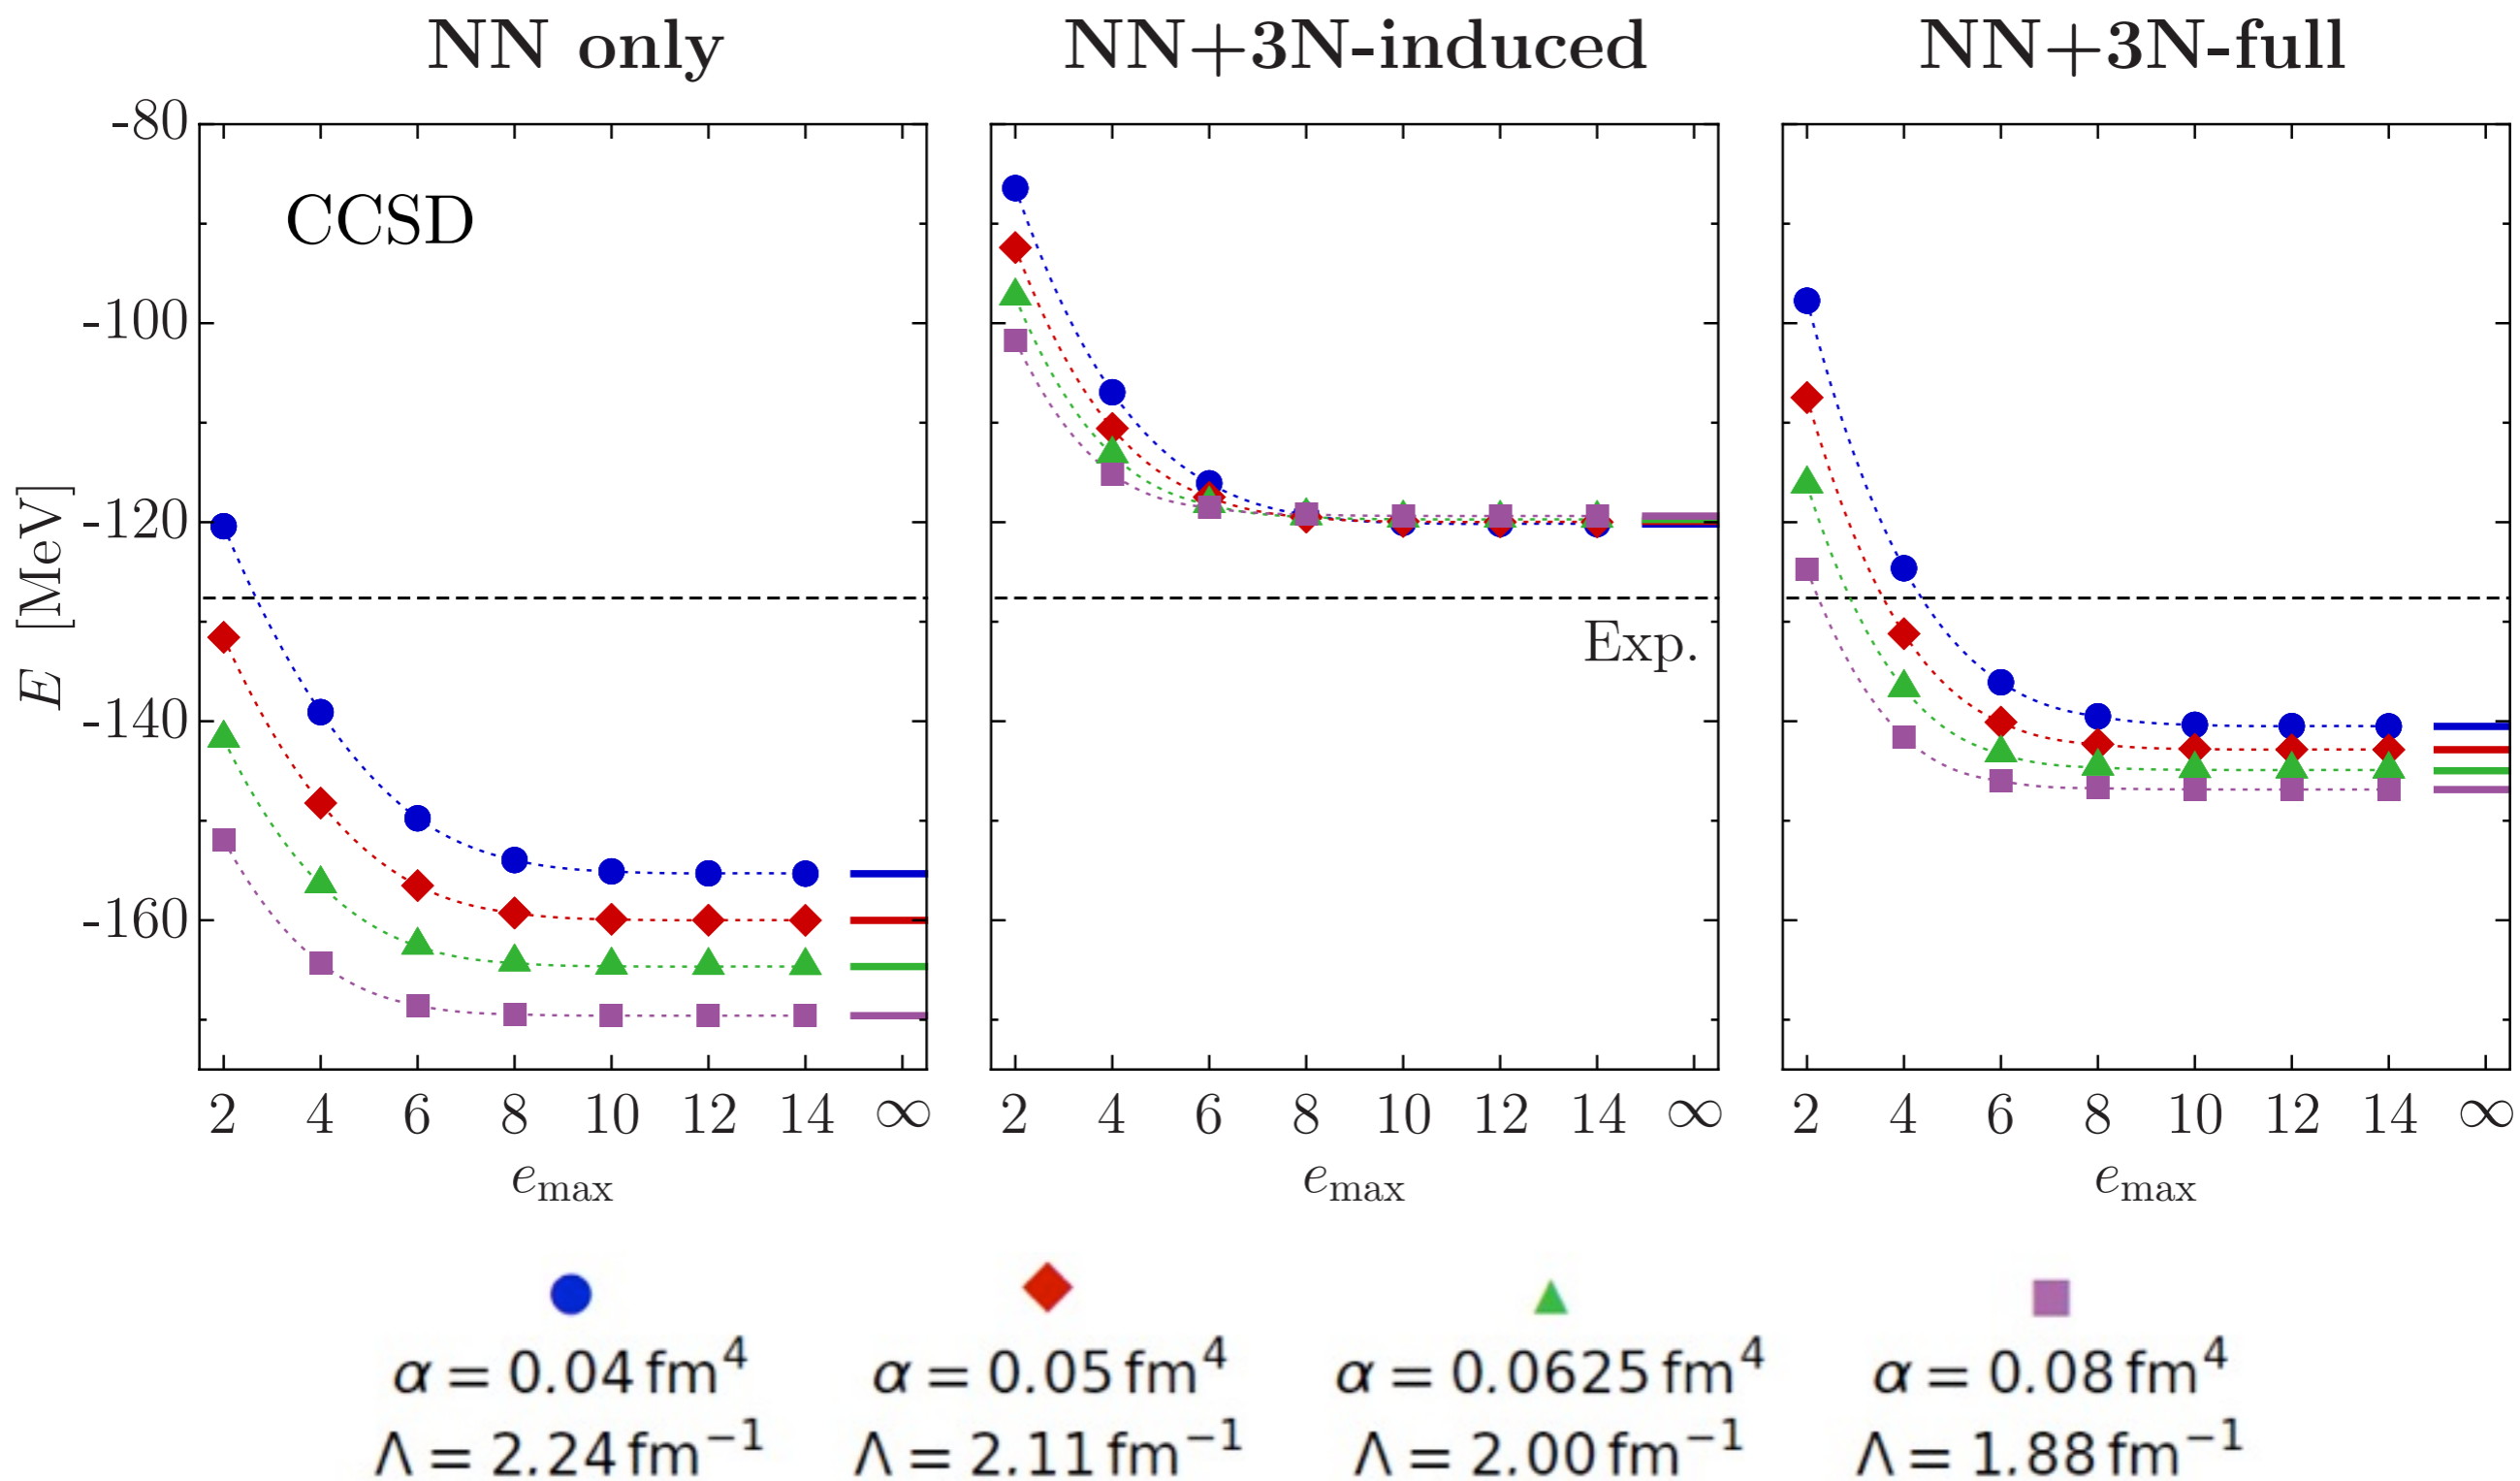 NN only NN+3N-induced NN+3N-full
-80
-100
-120
-140
-160
E [MeV]
CCSD
Exp.
2 4 6 8 10 12 14 ∞ 2 4 6 8 10 12 14 ∞ 2 4 6 8 10 12 14 ∞
e_max e_max e_max
α = 0.04 fm⁴ α = 0.05 fm⁴ α = 0.0625 fm⁴ α = 0.08 fm⁴
Λ = 2.24 fm⁻¹ Λ = 2.11 fm⁻¹ Λ = 2.00 fm⁻¹ Λ = 1.88 fm⁻¹